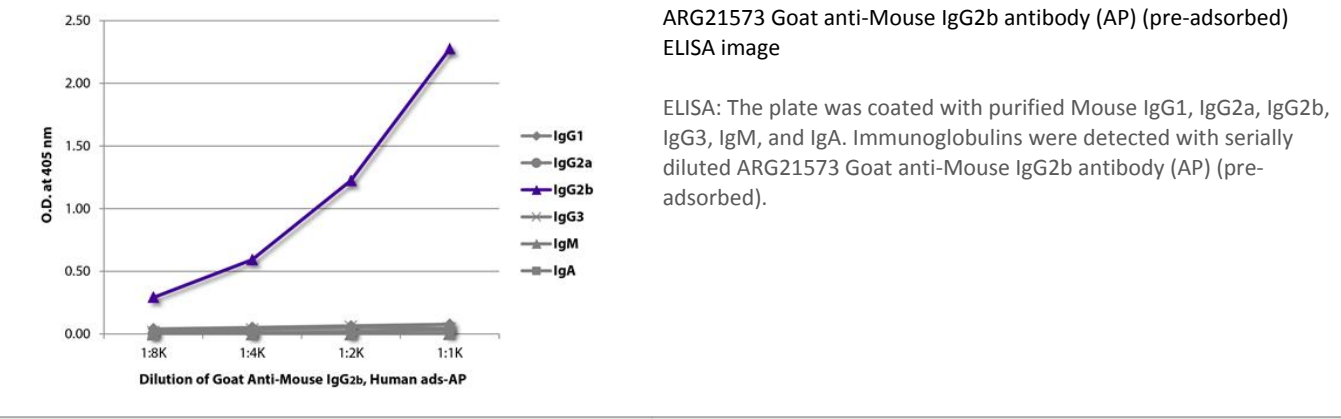 2.50
2.00
1.50
1.00
0.50
0.00
O.D. at 405 nm
1:8K
1:4K
1:2K
1:1K
Dilution of Goat Anti-Mouse IgG2b, Human ads-AP
IgG1
IgG2a
IgG2b
IgG3
IgM
IgA
ARG21573 Goat anti-Mouse IgG2b antibody (AP) (pre-adsorbed)
ELISA image
ELISA: The plate was coated with purified Mouse IgG1, IgG2a, IgG2b,
IgG3, IgM, and IgA. Immunoglobulins were detected with serially
diluted ARG21573 Goat anti-Mouse IgG2b antibody (AP) (pre-
adsorbed).